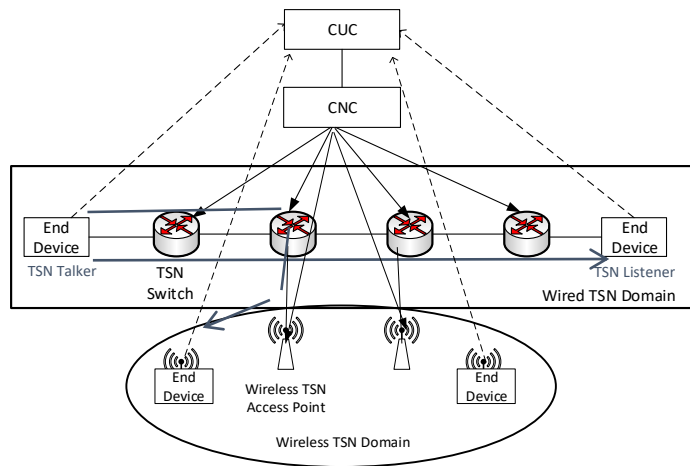 CUC
CNC
End
Device
End
Device
TSN Talker
TSN
Switch
TSN Listener
Wired TSN Domain
End
Device
Wireless TSN
Access Point
End
Device
Wireless TSN Domain